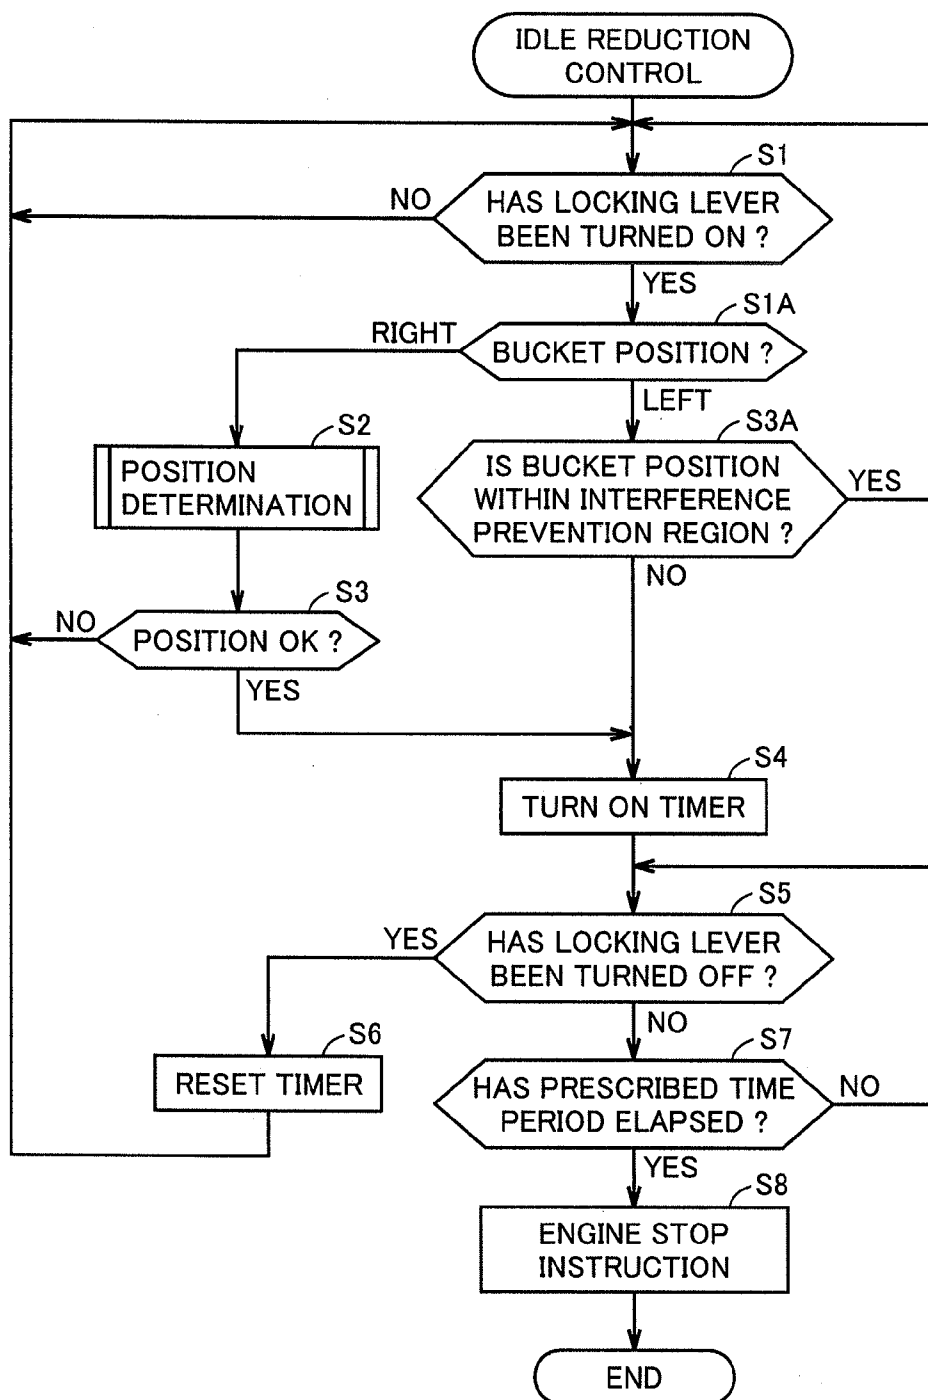 IDLE REDUCTION
CONTROL
S1
NO
HAS LOCKING LEVER
BEEN TURNED ON ?
YES
S1A
RIGHT
BUCKET POSITION ?
LEFT
S2
S3A
POSITION
DETERMINATION
IS BUCKET POSITION
WITHIN INTERFERENCE
PREVENTION REGION ?
YES
NO
S3
NO
POSITION OK ?
YES
S4
TURN ON TIMER
S5
YES
HAS LOCKING LEVER
BEEN TURNED OFF ?
NO
S6
RESET TIMER
S7
HAS PRESCRIBED TIME
PERIOD ELAPSED ?
NO
YES
S8
ENGINE STOP
INSTRUCTION
END